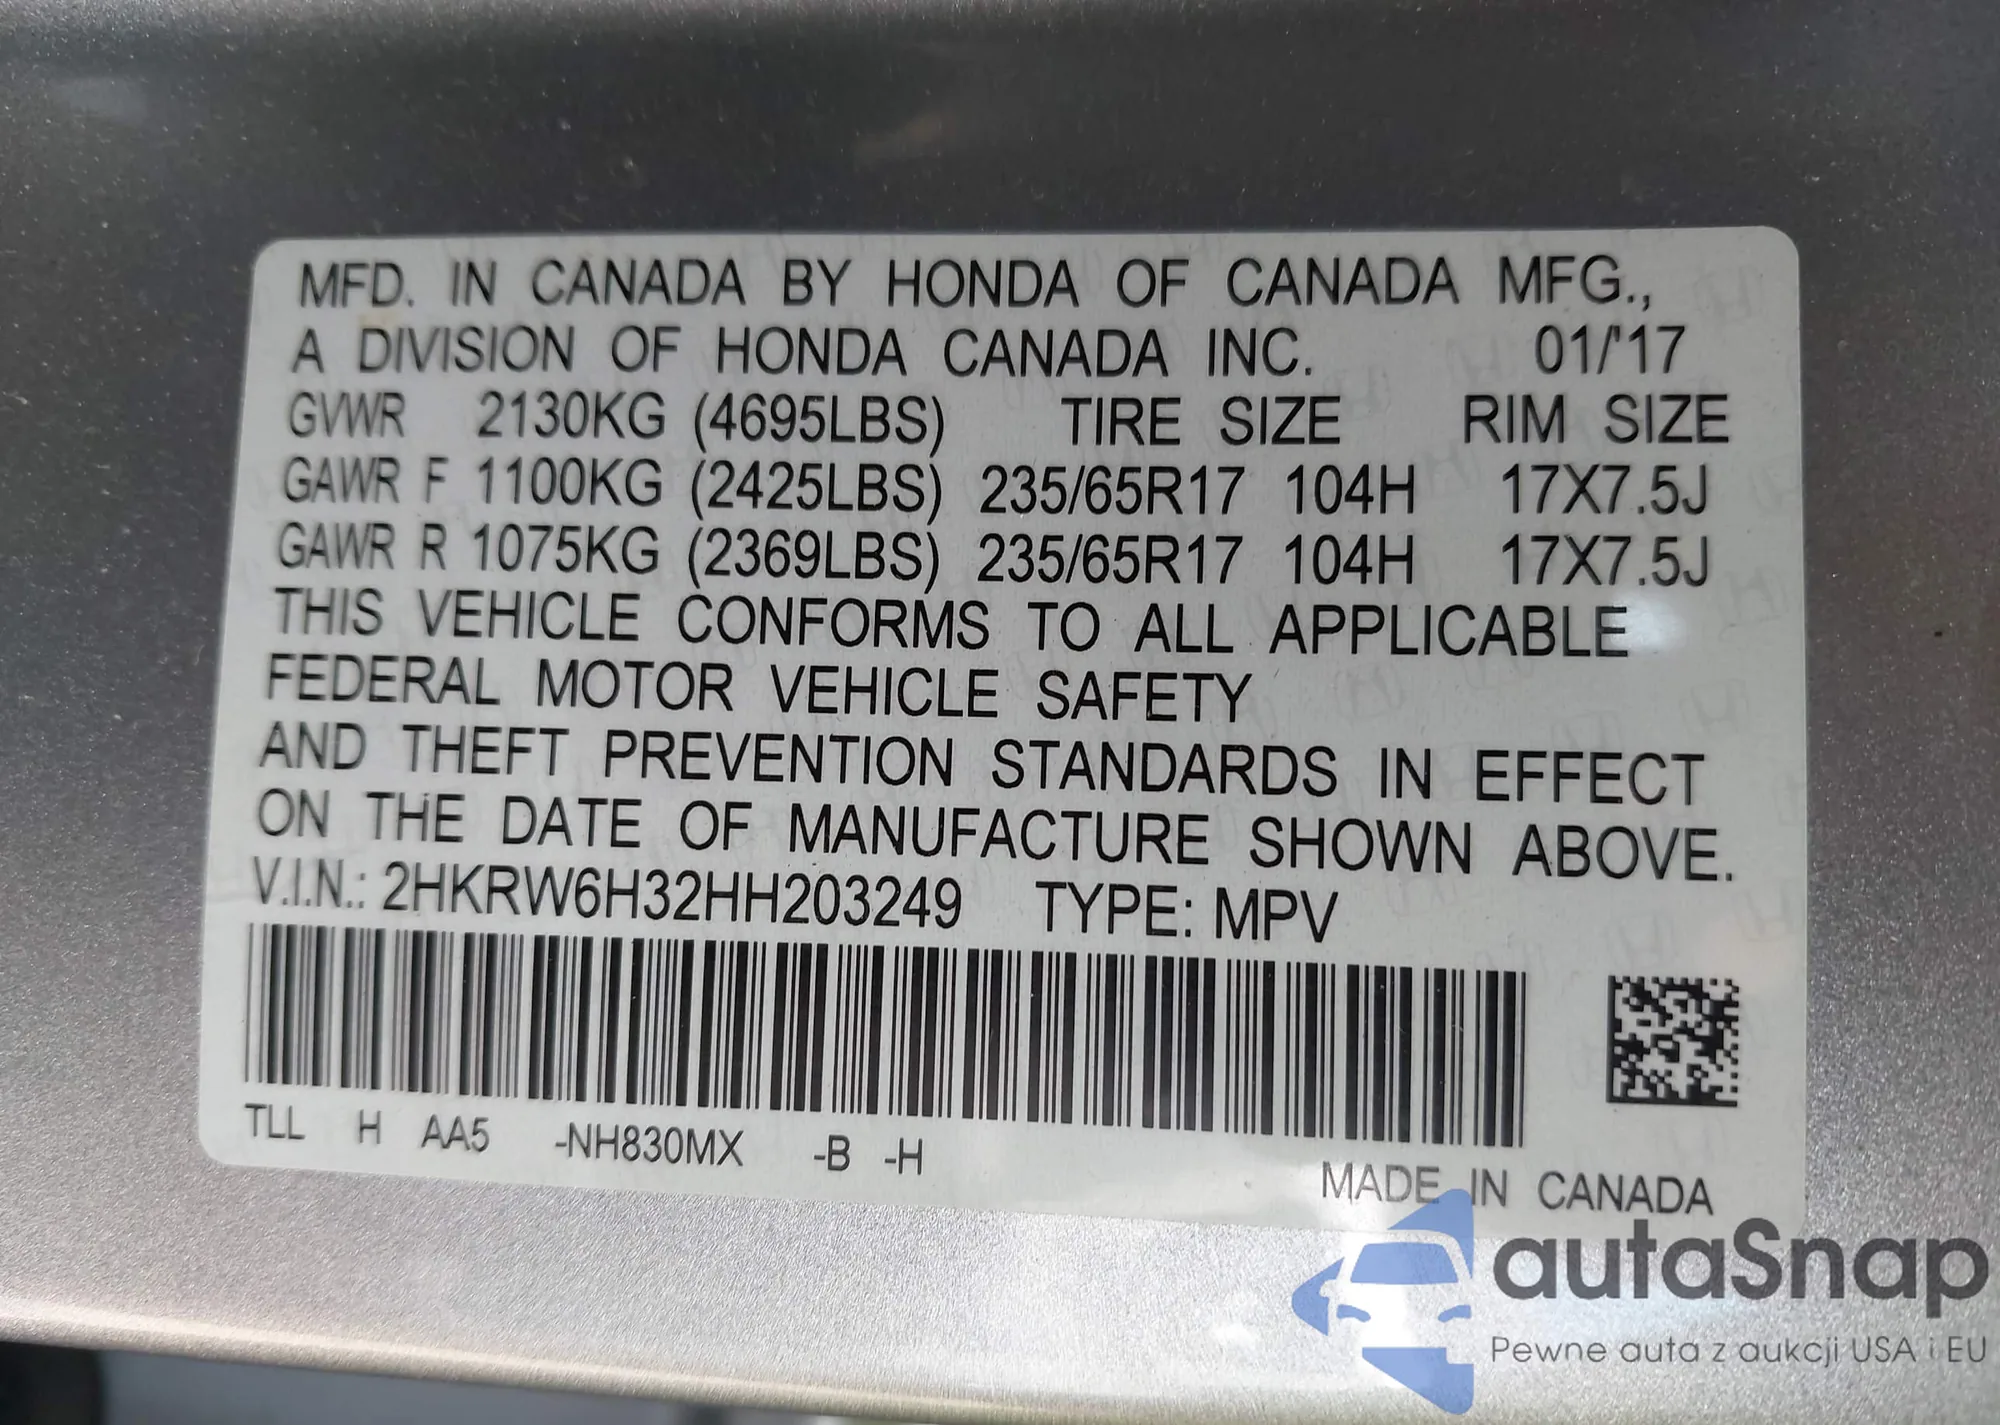 MFD. IN CANADA BY HONDA OF CANADA MFG.,
A DIVISION OF HONDA CANADA INC. 01/'17
GVWR 2130KG (4695LBS) TIRE SIZE RIM SIZE
GAWR F 1100KG (2425LBS) 235/65R17 104H 17X7.5J
GAWR R 1075KG (2369LBS) 235/65R17 104H 17X7.5J
THIS VEHICLE CONFORMS TO ALL APPLICABLE
FEDERAL MOTOR VEHICLE SAFETY
AND THEFT PREVENTION STANDARDS IN EFFECT
ON THE DATE OF MANUFACTURE SHOWN ABOVE.
V.I.N.: 2HKRW6H32HH203249 TYPE: MPV
TLL H AA5 -NH830MX -B -H
MADE IN CANADA
autaSnap
Pewne auta z aukcji USA i EU